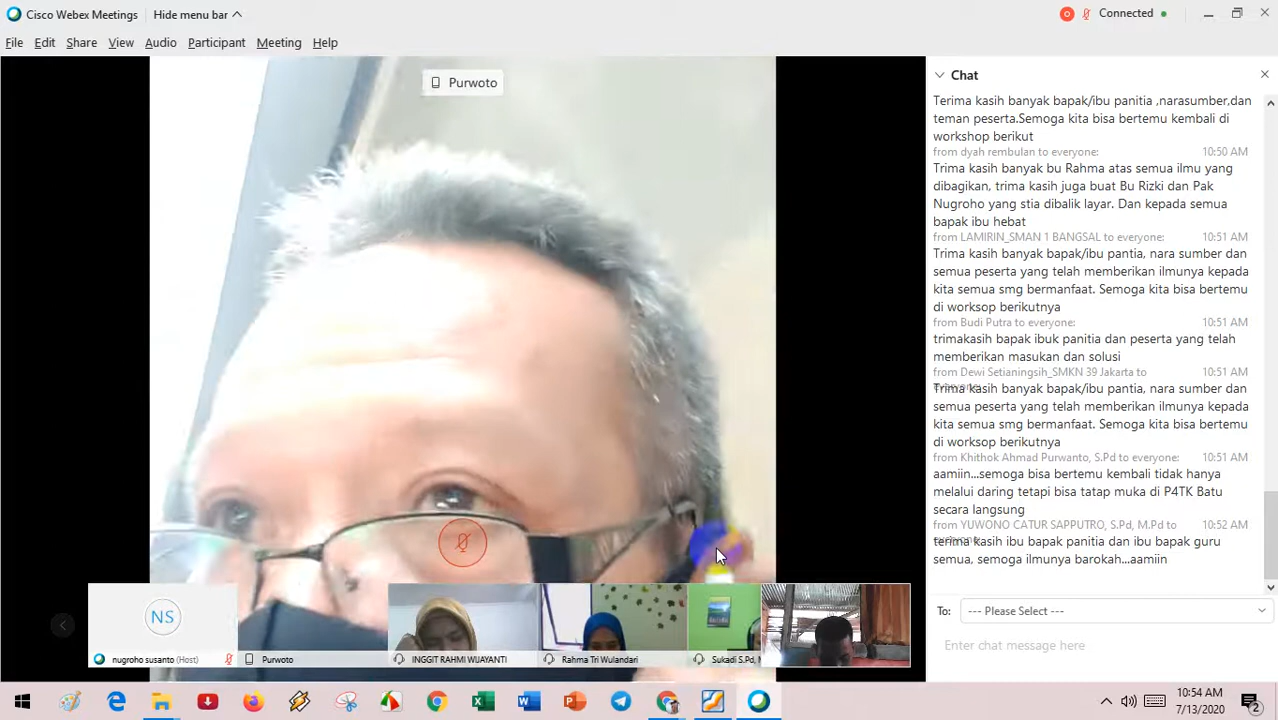 Cisco Webex Meetings
Hide menu bar
Connected
File Edit Share View Audio Participant Meeting Help
Purwoto
Chat
Terima kasih banyak bapak/ibu panitia ,narasumber,dan
teman peserta.Semoga kita bisa bertemu kembali di
workshop berikut
from dyah rembulan to everyone: 10:50 AM
Trima kasih banyak bu Rahma atas semua ilmu yang
dibagikan, trima kasih juga buat Bu Rizki dan Pak
Nugroho yang stia dibalik layar. Dan kepada semua
bapak ibu hebat
from LAMIRIN_SMAN 1 BANGSAL to everyone: 10:51 AM
Trima kasih banyak bapak/ibu pantia, nara sumber dan
semua peserta yang telah memberikan ilmunya kepada
kita semua smg bermanfaat. Semoga kita bisa bertemu
di worksop berikutnya
from Budi Putra to everyone: 10:51 AM
trimakasih bapak ibuk panitia dan peserta yang telah
memberikan masukan dan solusi
from Dewi Setianingsih_SMKN 39 Jakarta to 10:51 AM
everyone:
Trima kasih banyak bapak/ibu pantia, nara sumber dan
semua peserta yang telah memberikan ilmunya kepada
kita semua smg bermanfaat. Semoga kita bisa bertemu
di worksop berikutnya
from Khithok Ahmad Purwanto, S.Pd to everyone: 10:51 AM
aamiin...semoga bisa bertemu kembali tidak hanya
melalui daring tetapi bisa tatap muka di P4TK Batu
secara langsung
from YUWONO CATUR SAPPUTRO, S.Pd, M.Pd to 10:52 AM
everyone:
terima kasih ibu bapak panitia dan ibu bapak guru
semua, semoga ilmunya barokah...aamiin
To: --- Please Select ---
Enter chat message here
NS
nugroho susanto (Host)
Purwoto
INGGIT RAHMI WIJAYANTI
Rahma Tri Wulandari
Sukadi S.Pd, M
10:54 AM
7/13/2020
2